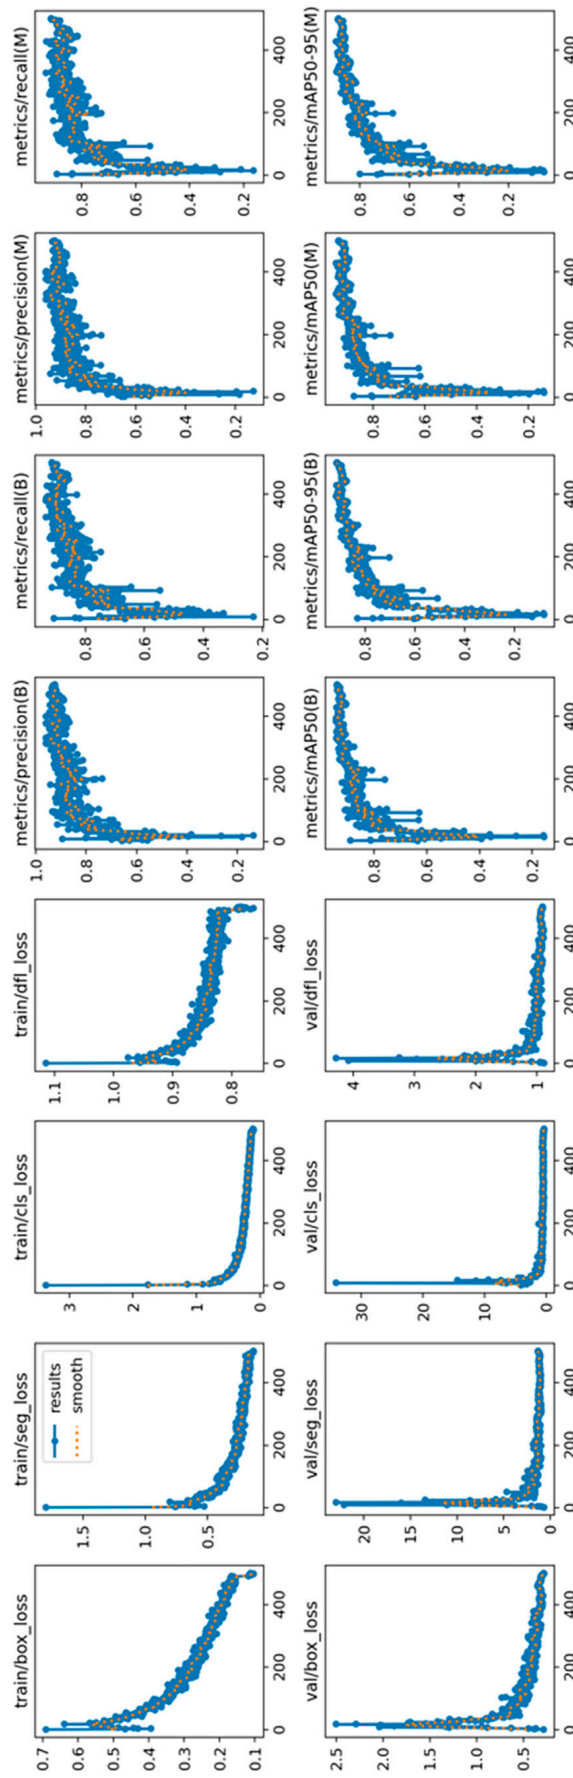 train/box_loss
0.7
0.6
0.5
0.4
0.3
0.2
0.1
0 200 400
train/seg_loss
results
smooth
1.5
1.0
0.5
0 200 400
train/cls_loss
3
2
1
0
0 200 400
train/dfl_loss
1.1
1.0
0.9
0.8
0 200 400
metrics/precision(B)
1.0
0.8
0.6
0.4
0.2
0 200 400
metrics/recall(B)
0.8
0.6
0.4
0.2
0 200 400
metrics/precision(M)
1.0
0.8
0.6
0.4
0.2
0 200 400
metrics/recall(M)
0.8
0.6
0.4
0.2
0 200 400
val/box_loss
2.5
2.0
1.5
1.0
0.5
0 200 400
val/seg_loss
20
15
10
5
0
0 200 400
val/cls_loss
30
20
10
0
0 200 400
val/dfl_loss
4
3
2
1
0 200 400
metrics/mAP50(B)
0.8
0.6
0.4
0.2
0 200 400
metrics/mAP50-95(B)
0.8
0.6
0.4
0.2
0 200 400
metrics/mAP50(M)
0.8
0.6
0.4
0.2
0 200 400
metrics/mAP50-95(M)
0.8
0.6
0.4
0.2
0 200 400